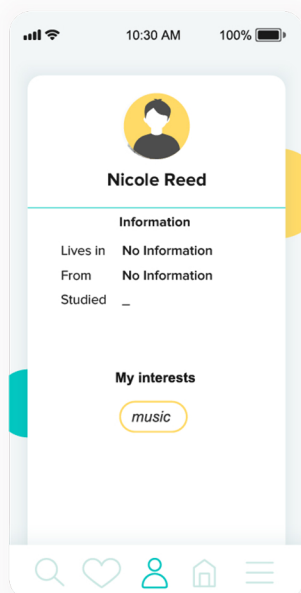 10:30 AM 100%
Nicole Reed
Information
Lives in No Information
From No Information
Studied _
My interests
music